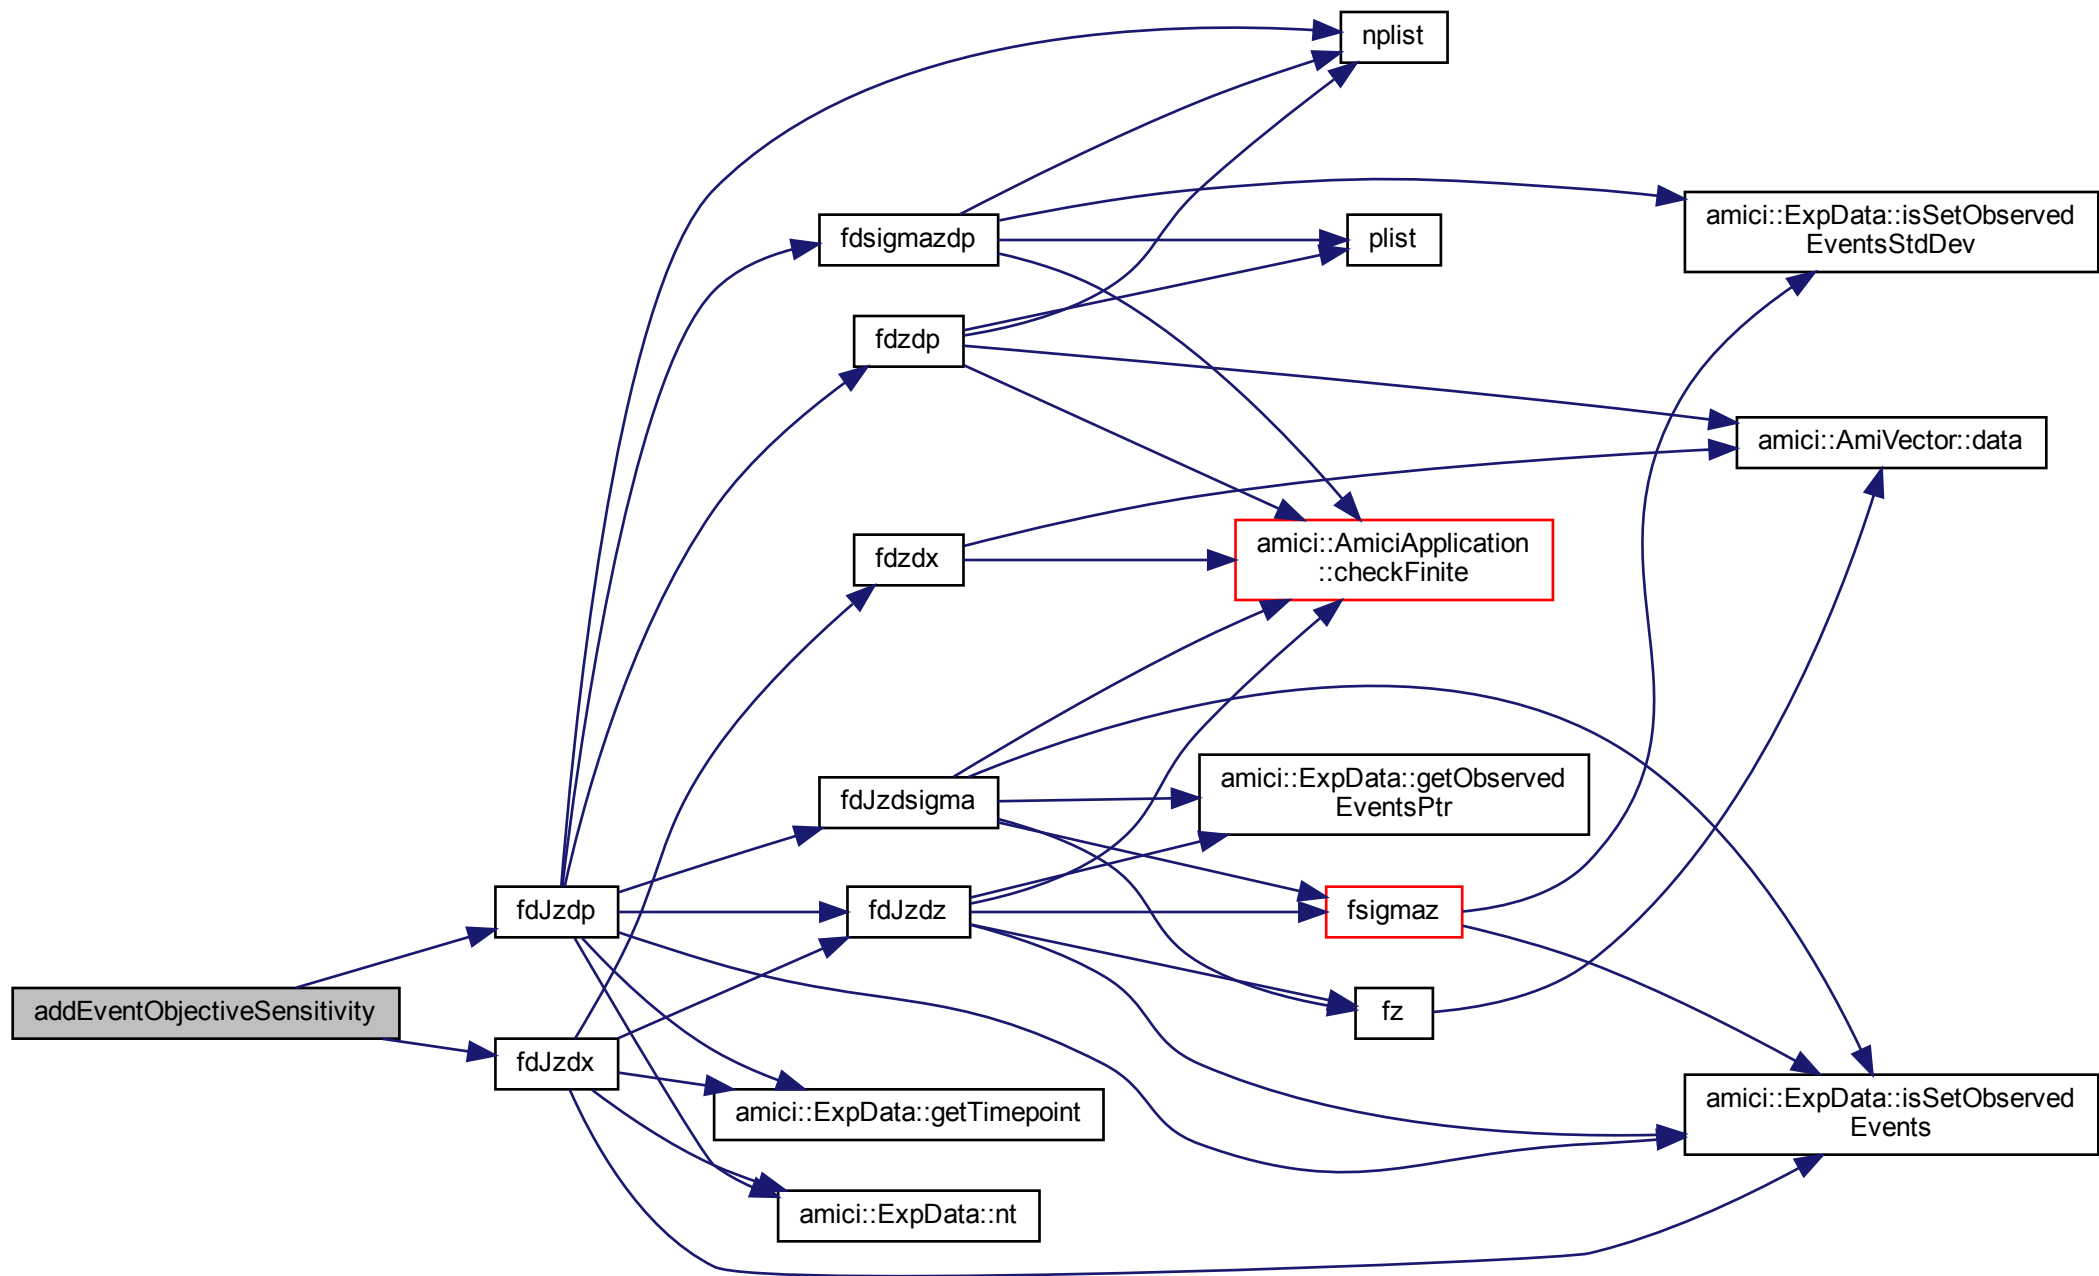 nplist
amici::ExpData::isSetObserved
EventsStdDev
fdsigmazdp
plist
fdzdp
amici::AmiVector::data
fdzdx
amici::AmiciApplication
::checkFinite
fdJzdsigma
amici::ExpData::getObserved
EventsPtr
fdJzdp
fdJzdz
fsigmaz
addEventObjectiveSensitivity
fz
fdJzdx
amici::ExpData::getTimepoint
amici::ExpData::isSetObserved
Events
amici::ExpData::nt